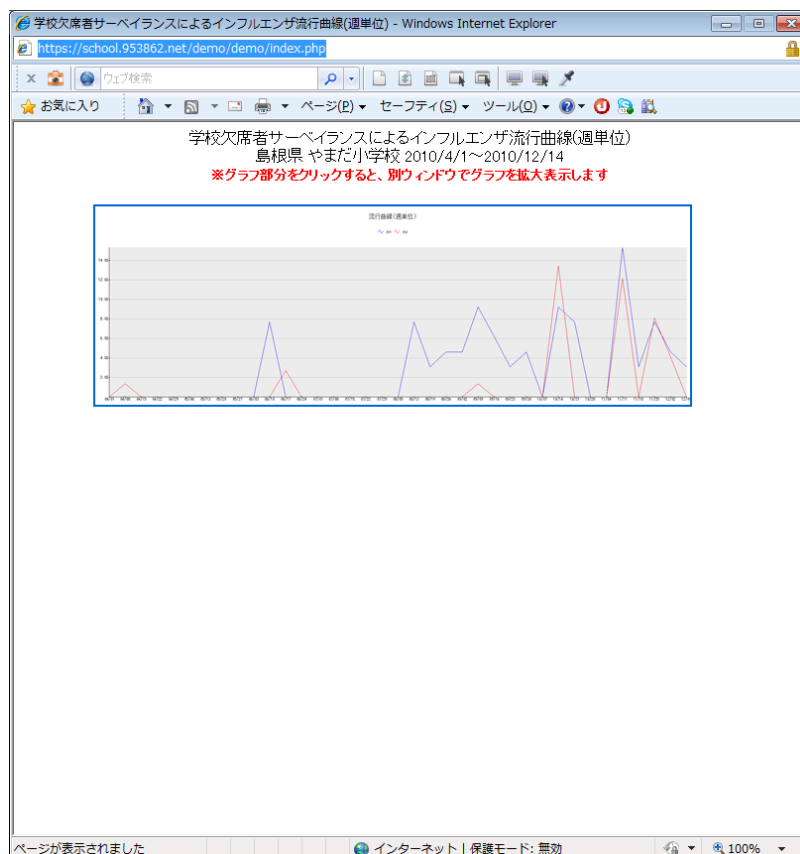 学校欠席者サーベイランスによるインフルエンザ流行曲線(週単位) - Windows Internet Explorer
https://school.953862.net/demo/demo/index.php
ウェブ検索
お気に入り ページ(P) セーフティ(S) ツール(O)
学校欠席者サーベイランスによるインフルエンザ流行曲線(週単位)
島根県 やまだ小学校 2010/4/1～2010/12/14
※グラフ部分をクリックすると、別ウィンドウでグラフを拡大表示します
流行曲線(週単位)
ページが表示されました インターネット | 保護モード: 無効 100%